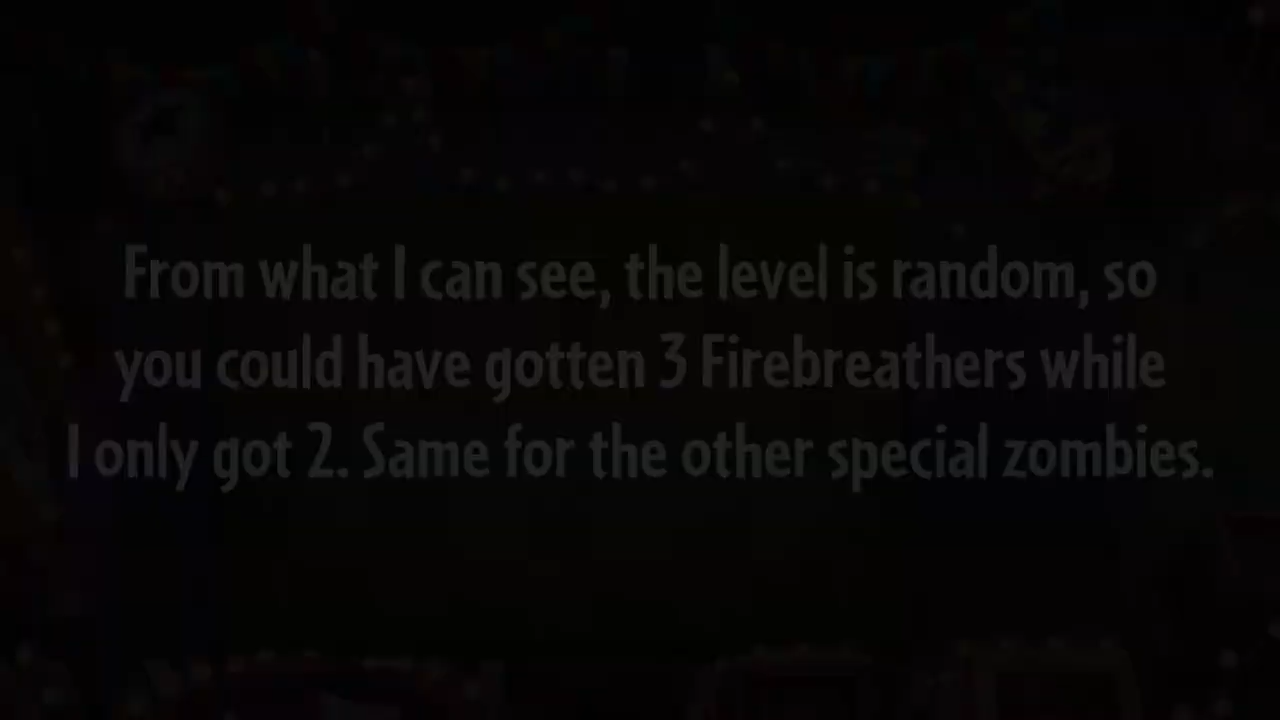 From what I can see, the level is random, so
you could have gotten 3 Firebreathers while
I only got 2. Same for the other special zombies.